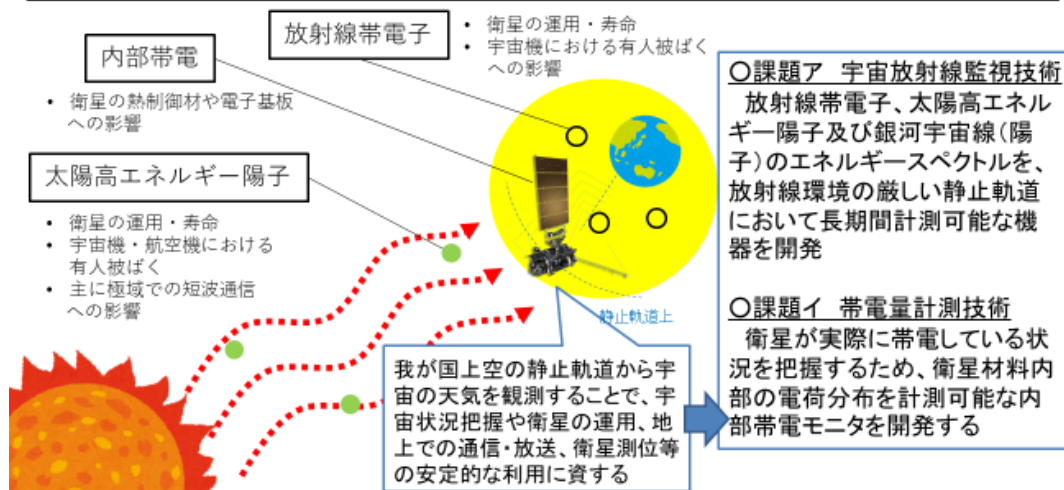 放射線帯電子
• 衛星の運用・寿命
• 宇宙機における有人被ばく
への影響
内部帯電
• 衛星の熱制御材や電子基板
への影響
太陽高エネルギー陽子
• 衛星の運用・寿命
• 宇宙機・航空機における
有人被ばく
• 主に極域での短波通信
への影響
静止軌道上
我が国上空の静止軌道から宇
宙の天気を観測することで、宇
宙状況把握や衛星の運用、地
上での通信・放送、衛星測位等
の安定的な利用に資する
〇課題ア 宇宙放射線監視技術
放射線帯電子、太陽高エネル
ギー陽子及び銀河宇宙線(陽
子)のエネルギースペクトルを、
放射線環境の厳しい静止軌道
において長期間計測可能な機
器を開発
〇課題イ 帯電量計測技術
衛星が実際に帯電している状
況を把握するため、衛星材料内
部の電荷分布を計測可能な内
部帯電モニタを開発する